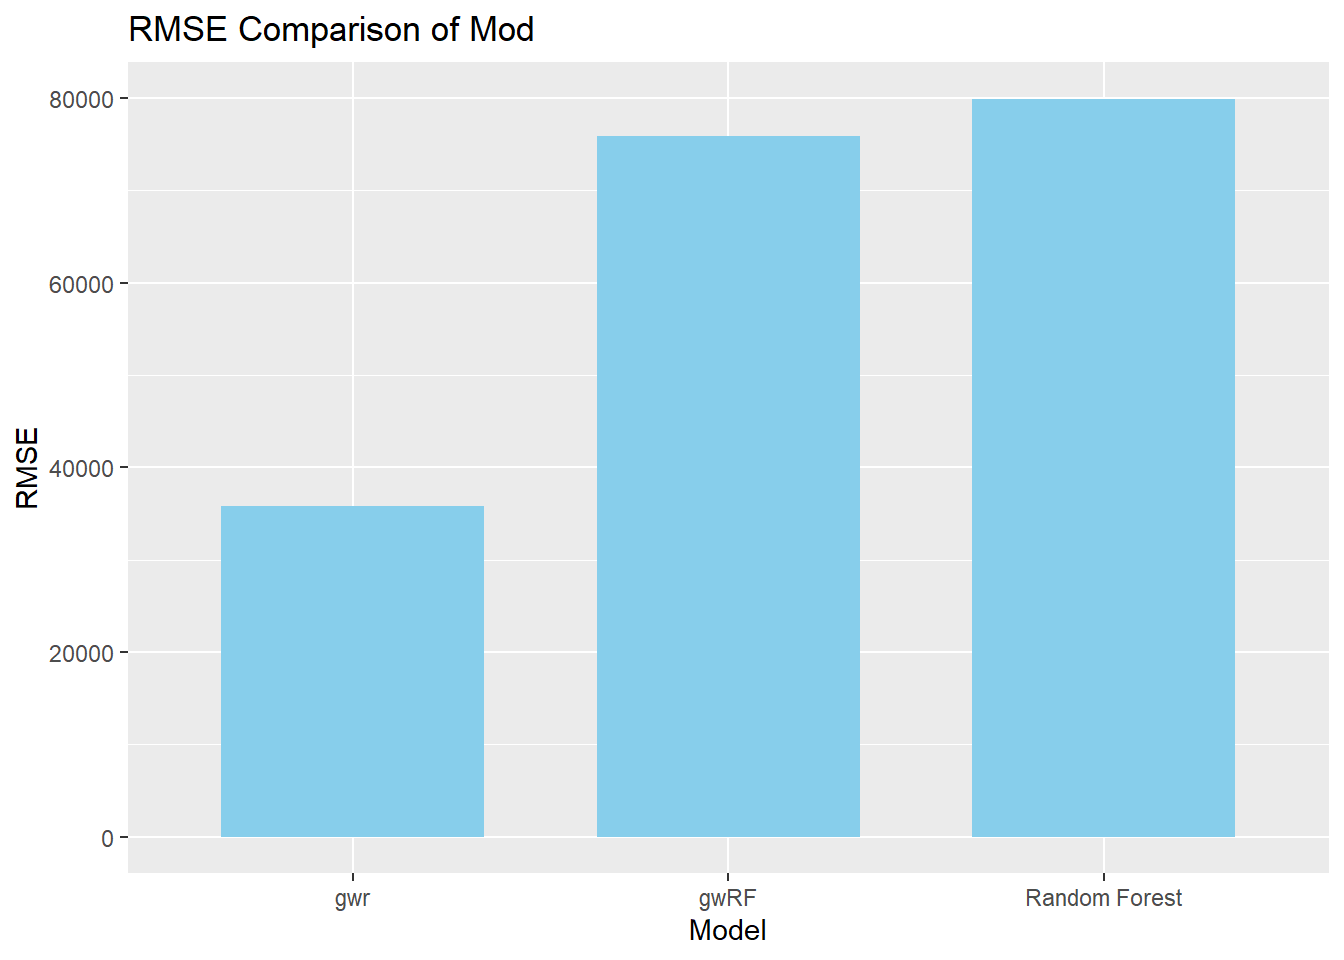 RMSE Comparison of Mod
RMSE
80000
60000
40000
20000
0
gwr
gwRF
Random Forest
Model